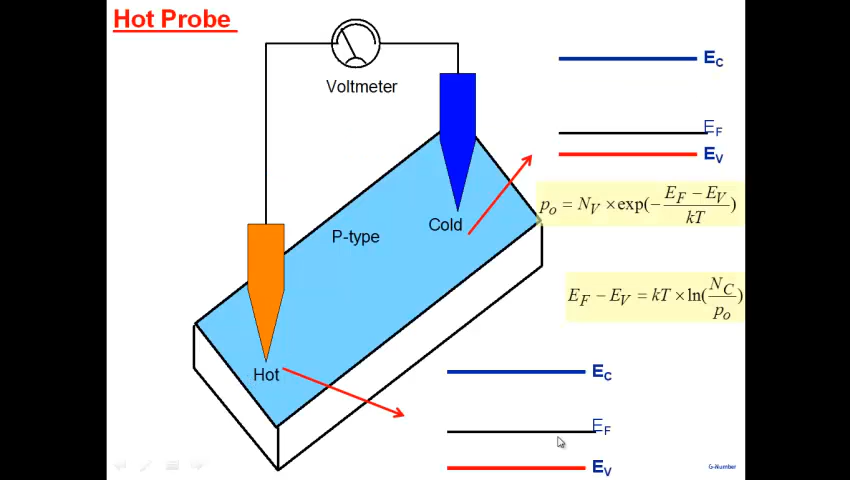 Hot Probe
Voltmeter
E_C
E_F
E_V
p_o = N_V × exp(−(E_F − E_V)/kT)
Cold
P-type
E_F − E_V = kT × ln(N_C/p_o)
Hot
E_C
E_F
E_V
G-Number